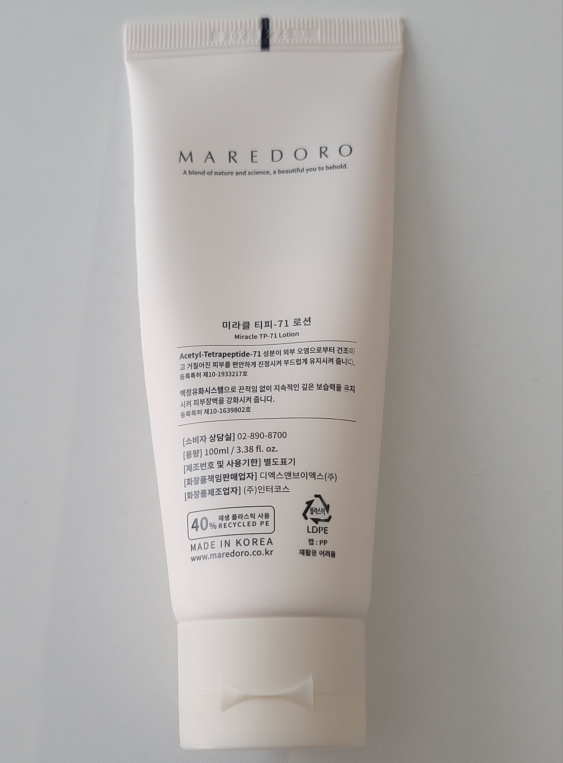 MAREDORO
A blend of nature and science, a beautiful you to behold.
미라클 티피-71 로션
Miracle TP-71 Lotion
Acetyl-Tetrapeptide-71 성분이 외부 오염으로부터 건조하
고 거칠어진 피부를 편안하게 진정시켜 부드럽게 유지시켜 줍니다.
등록특허 제10-1933217호
액정유화시스템으로 끈적임 없이 지속적인 깊은 보습력을 유지
시켜 피부장벽을 강화시켜 줍니다.
등록특허 제10-1639802호
[소비자 상담실] 02-890-8700
[용량] 100ml / 3.38 fl. oz.
[제조번호 및 사용기한] 별도표기
[화장품책임판매업자] 디엑스앤브이엑스(주)
[화장품제조업자] (주)인터코스
40% 재생 플라스틱 사용
RECYCLED PE
MADE IN KOREA
www.maredoro.co.kr
플라스틱
LDPE
캡 : PP
재활용 어려움